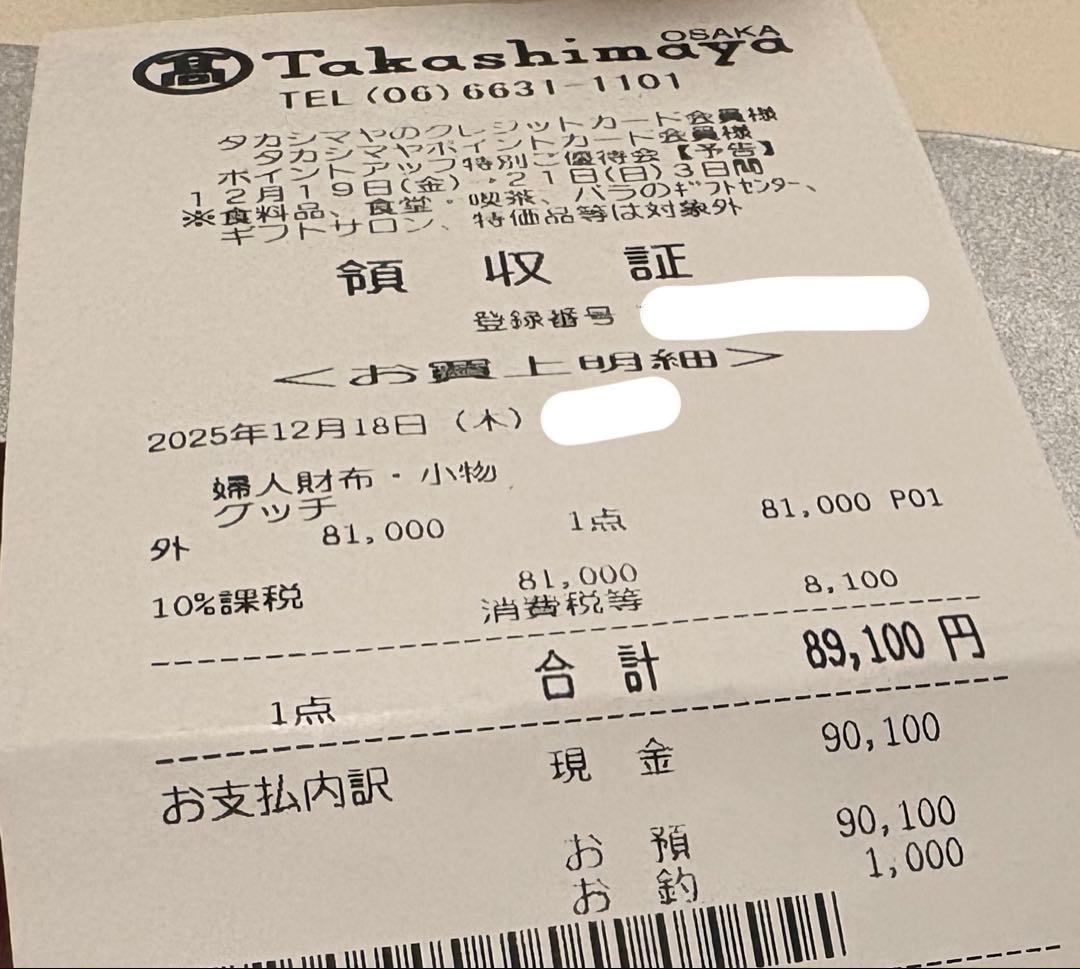 高 Takashimaya OSAKA
TEL (06) 6631-1101
タカシマヤのクレジットカード会員様
タカシマヤポイントカード会員様
ポイントアップ特別ご優待会【予告】
12月19日(金)→21日(日)3日間
※食料品、食堂・喫茶、バラのギフトセンター、
ギフトサロン、特価品等は対象外
領 収 証
登録番号
<お買上明細>
2025年12月18日(木)
婦人財布・小物
グッチ
外 81,000 1点 81,000 P01
10%課税 81,000
消費税等 8,100
1点 合 計 89,100 円
お支払内訳 現 金 90,100
お 預 90,100
お 釣 1,000